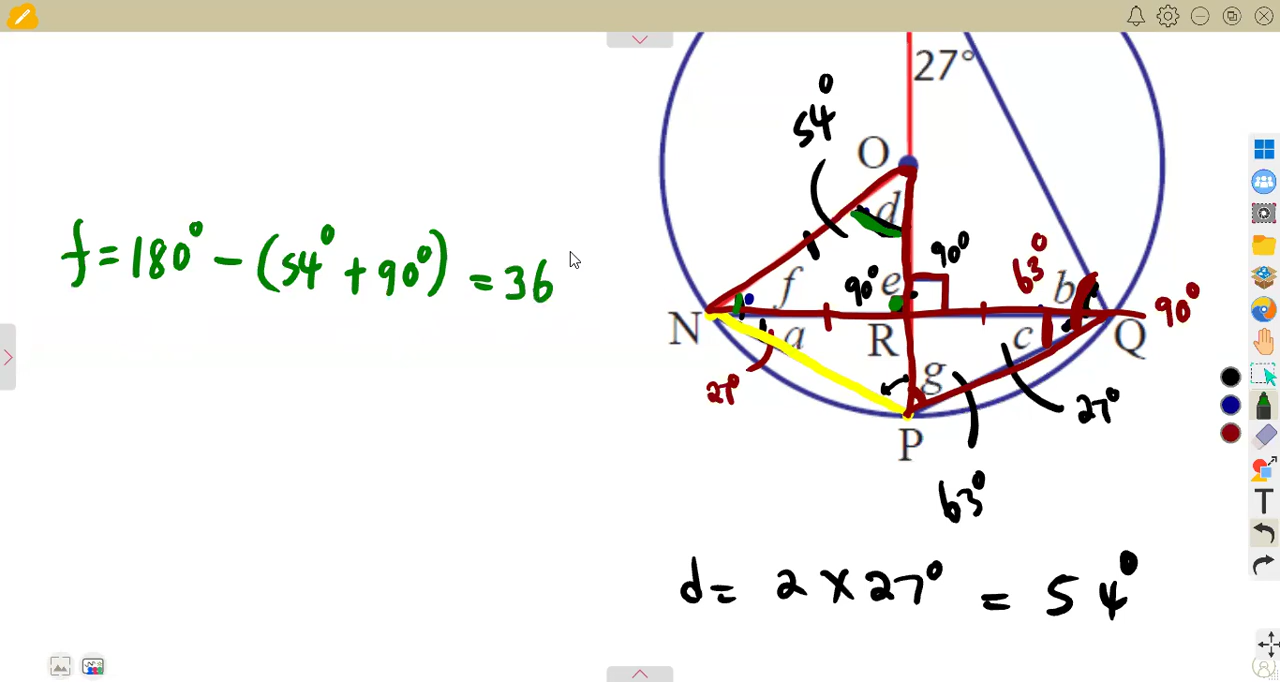 27°
54°
O
d
90°
63°
f = 180° − (54° + 90°) = 36
f
90°
e
b
90°
N
a
R
c
Q
27°
g
27°
P
63°
d = 2 × 27° = 54°
T